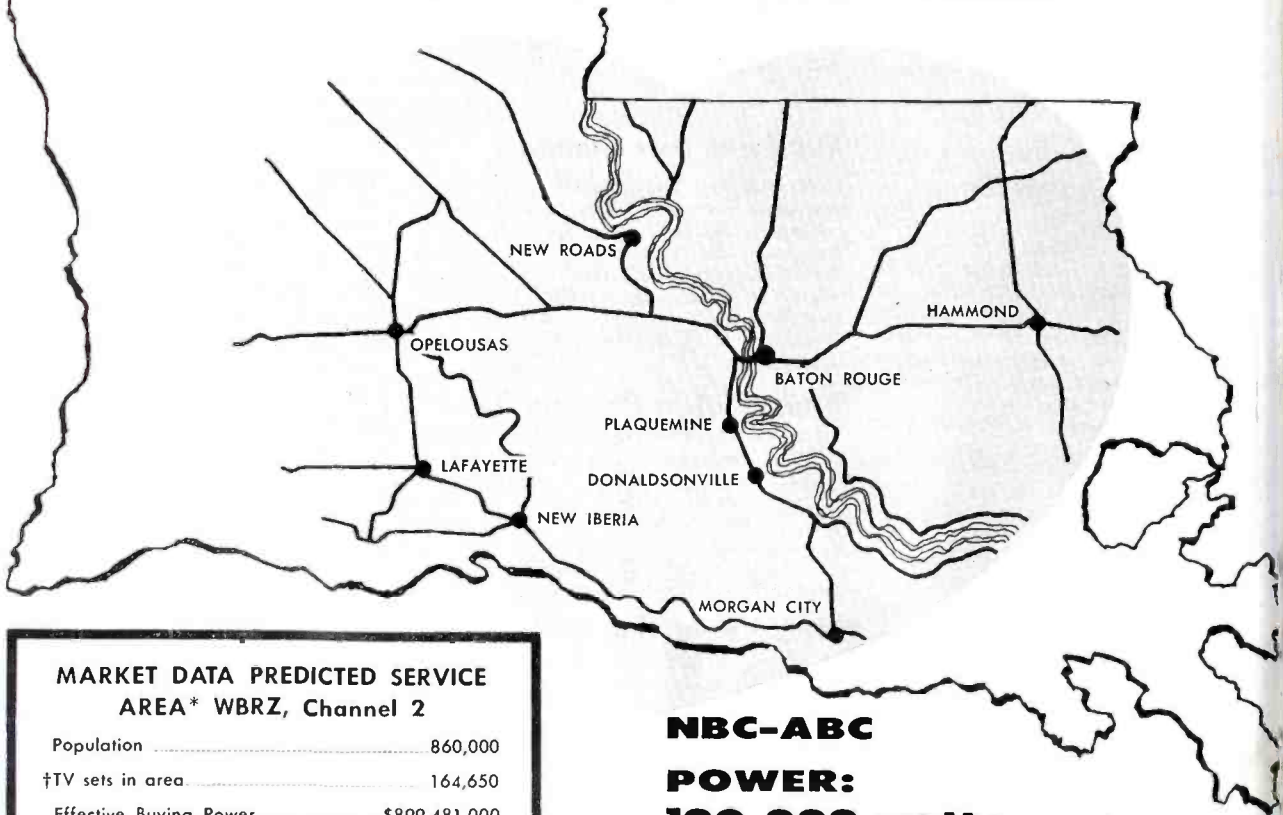 NEW ROADS
HAMMOND
OPELOUSAS
BATON ROUGE
PLAQUEMINE
LAFAYETTE
DONALDSONVILLE
NEW IBERIA
MORGAN CITY
MARKET DATA PREDICTED SERVICE
AREA* WBRZ, Channel 2
Population 860,000
†TV sets in area 164,650
NBC-ABC
POWER: